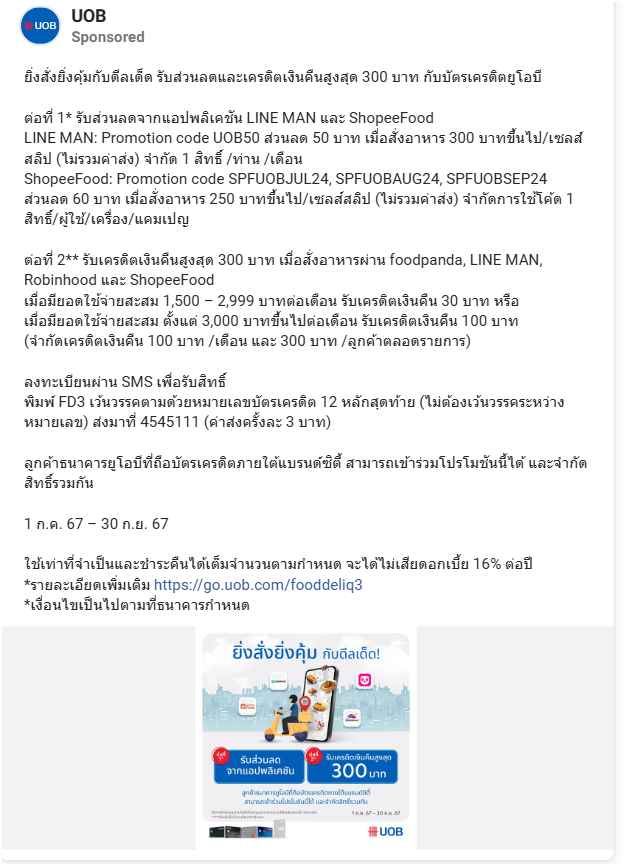 UOB
UOB
Sponsored
ยิ่งสั่งยิ่งคุ้มกับดีลเด็ด รับส่วนลดและเครดิตเงินคืนสูงสุด 300 บาท กับบัตรเครดิตยูโอบี
ต่อที่ 1* รับส่วนลดจากแอปพลิเคชัน LINE MAN และ ShopeeFood
LINE MAN: Promotion code UOB50 ส่วนลด 50 บาท เมื่อสั่งอาหาร 300 บาทขึ้นไป/เซลส์
สลิป (ไม่รวมค่าส่ง) จำกัด 1 สิทธิ์ /ท่าน /เดือน
ShopeeFood: Promotion code SPFUOBJUL24, SPFUOBAUG24, SPFUOBSEP24
ส่วนลด 60 บาท เมื่อสั่งอาหาร 250 บาทขึ้นไป/เซลส์สลิป (ไม่รวมค่าส่ง) จำกัดการใช้โค้ด 1
สิทธิ์/ผู้ใช้/เครื่อง/แคมเปญ
ต่อที่ 2** รับเครดิตเงินคืนสูงสุด 300 บาท เมื่อสั่งอาหารผ่าน foodpanda, LINE MAN,
Robinhood และ ShopeeFood
เมื่อมียอดใช้จ่ายสะสม 1,500 – 2,999 บาทต่อเดือน รับเครดิตเงินคืน 30 บาท หรือ
เมื่อมียอดใช้จ่ายสะสม ตั้งแต่ 3,000 บาทขึ้นไปต่อเดือน รับเครดิตเงินคืน 100 บาท
(จำกัดเครดิตเงินคืน 100 บาท /เดือน และ 300 บาท /ลูกค้าตลอดรายการ)
ลงทะเบียนผ่าน SMS เพื่อรับสิทธิ์
พิมพ์ FD3 เว้นวรรคตามด้วยหมายเลขบัตรเครดิต 12 หลักสุดท้าย (ไม่ต้องเว้นวรรคระหว่าง
หมายเลข) ส่งมาที่ 4545111 (ค่าส่งครั้งละ 3 บาท)
ลูกค้าธนาคารยูโอบีที่ถือบัตรเครดิตภายใต้แบรนด์ซิตี้ สามารถเข้าร่วมโปรโมชันนี้ได้ และจำกัด
สิทธิ์รวมกัน
1 ก.ค. 67 – 30 ก.ย. 67
ใช้เท่าที่จำเป็นและชำระคืนได้เต็มจำนวนตามกำหนด จะได้ไม่เสียดอกเบี้ย 16% ต่อปี
*รายละเอียดเพิ่มเติม https://go.uob.com/fooddeliq3
*เงื่อนไขเป็นไปตามที่ธนาคารกำหนด
ยิ่งสั่งยิ่งคุ้ม กับดีลเด็ด!
ต่อที่ 1*
รับส่วนลด
จากแอปพลิเคชัน
ต่อที่ 2**
รับเครดิตเงินคืนสูงสุด
300 บาท
ลูกค้าธนาคารยูโอบีที่ถือบัตรเครดิตภายใต้แบรนด์ซิตี้
สามารถเข้าร่วมโปรโมชันนี้ได้ และจำกัดสิทธิ์รวมกัน
1 ก.ค. 67 – 30 ก.ย. 67
UOB